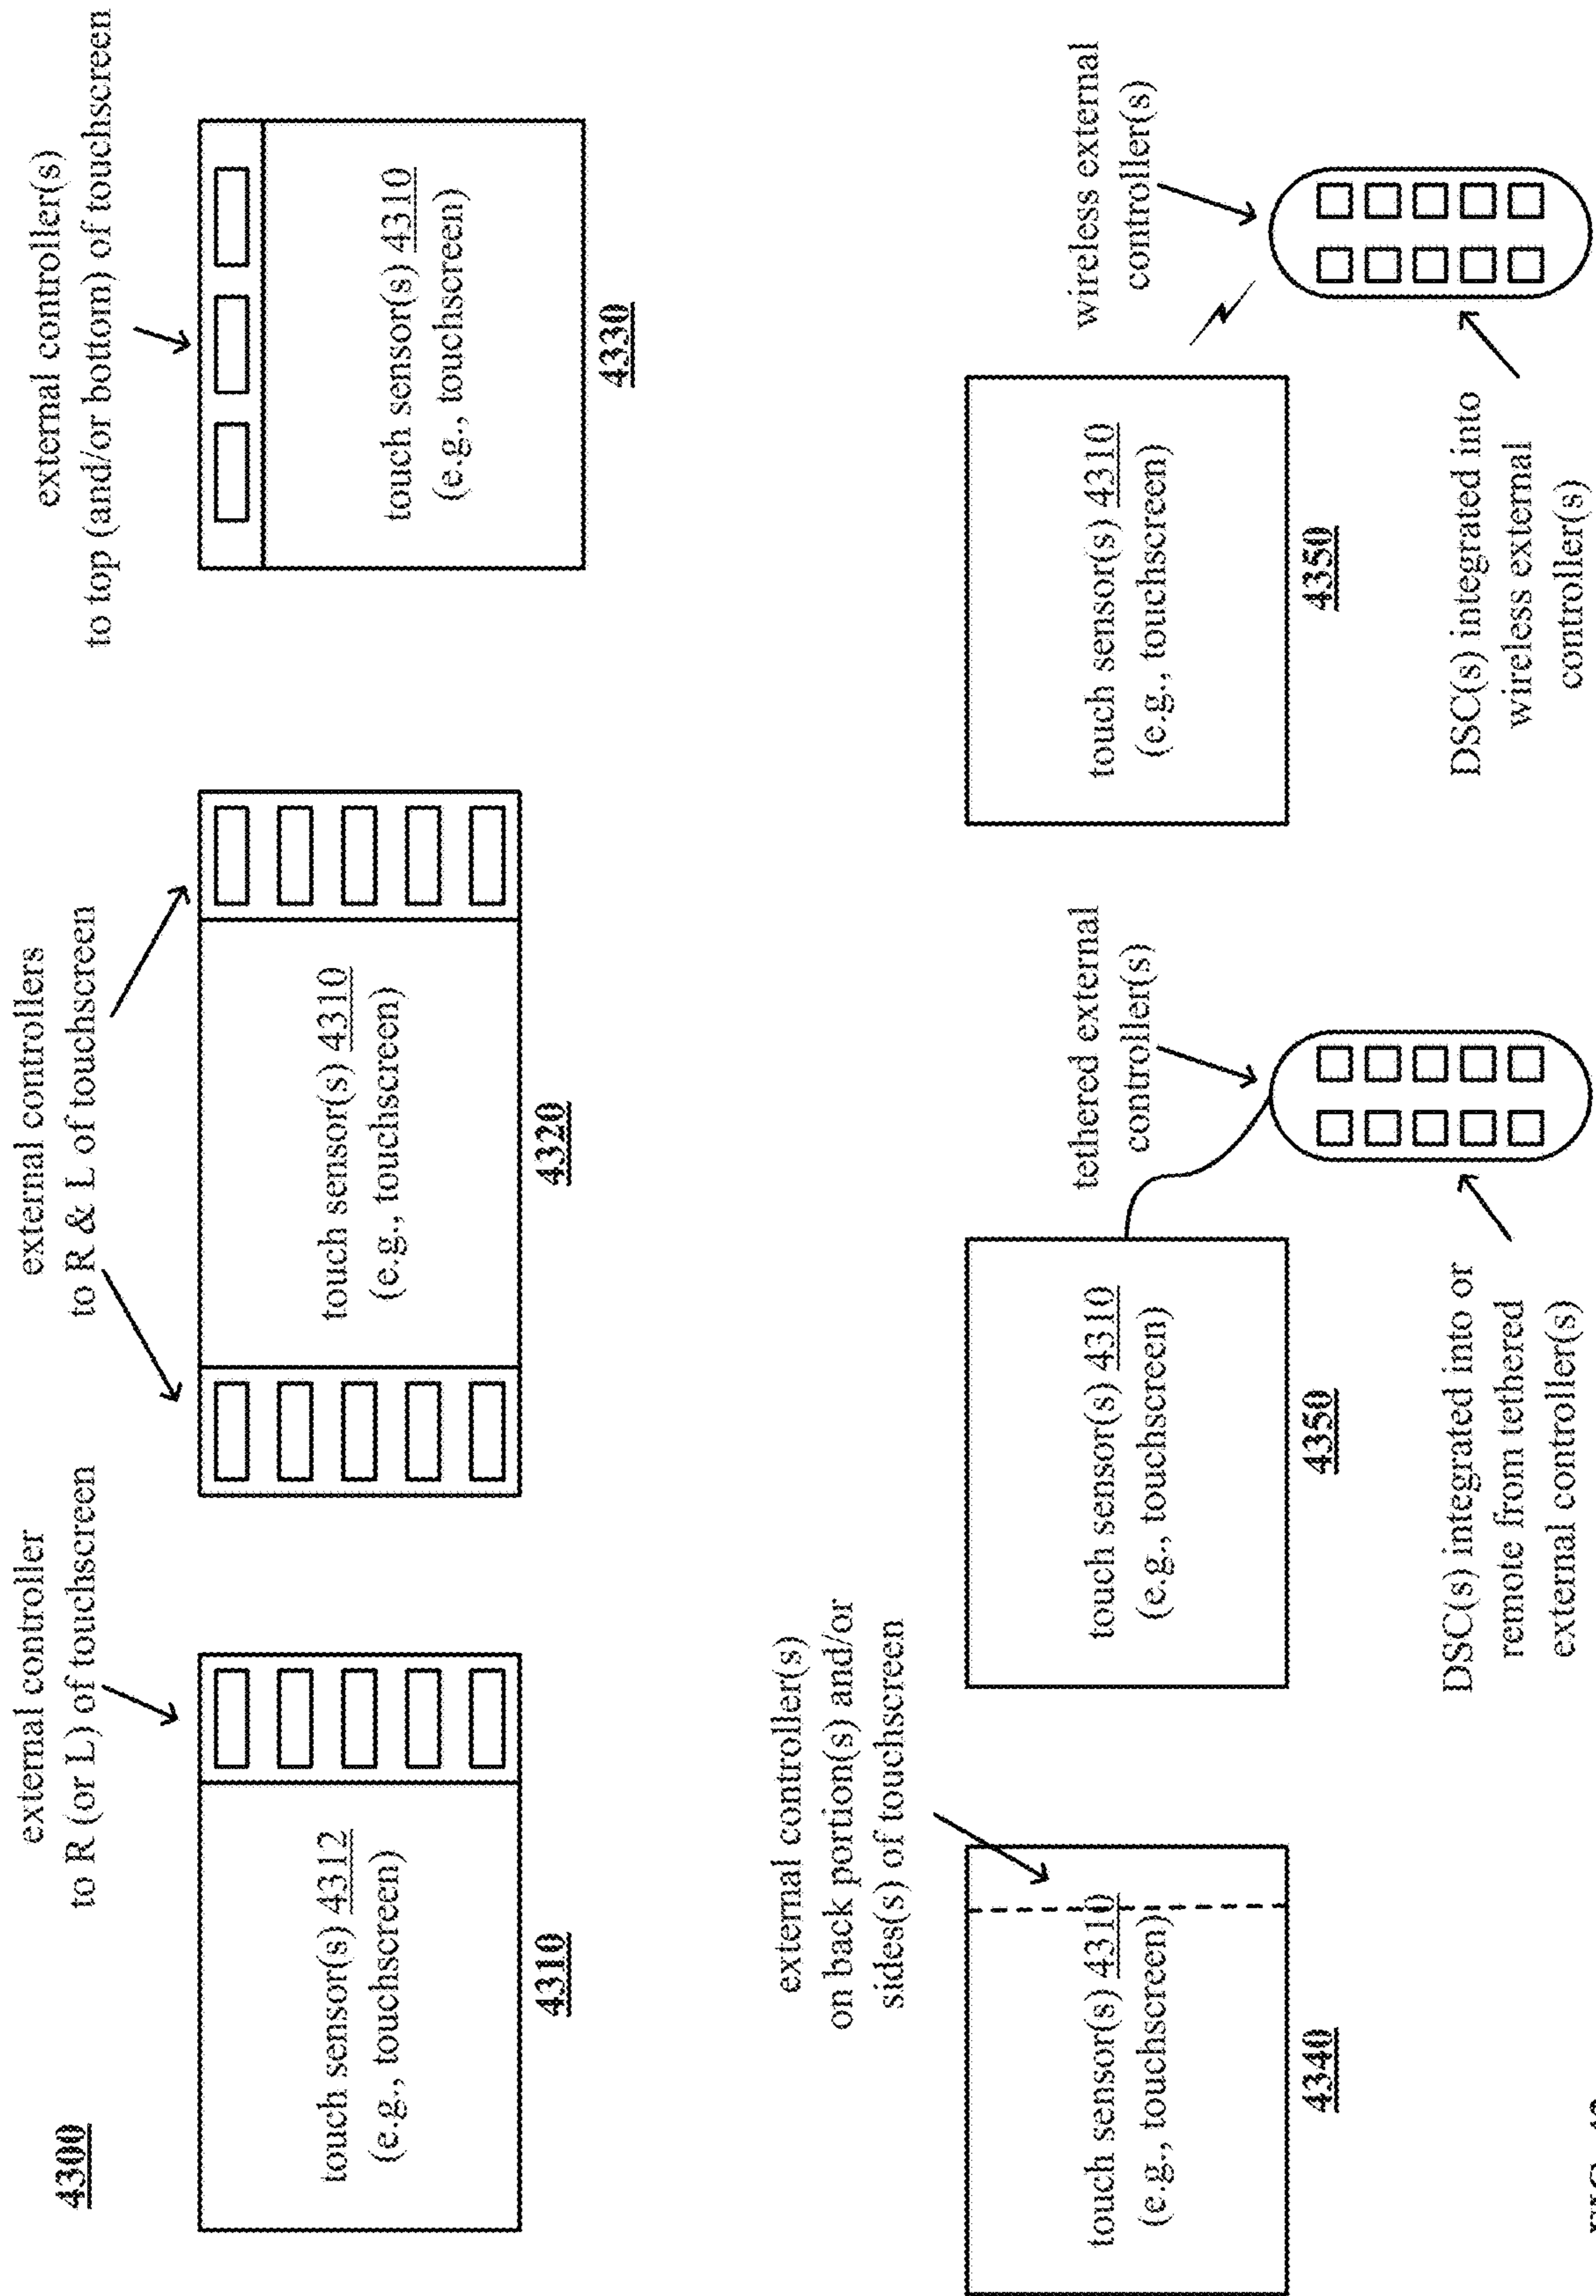 4300
external controller
to R (or L) of touchscreen
touch sensor(s) 4312
(e.g., touchscreen)
4310
external controllers
to R & L of touchscreen
touch sensor(s) 4310
(e.g., touchscreen)
4320
external controller(s)
to top (and/or bottom) of touchscreen
touch sensor(s) 4310
(e.g., touchscreen)
4330
external controller(s)
on back portion(s) and/or
sides(s) of touchscreen
touch sensor(s) 4310
(e.g., touchscreen)
4340
tethered external
controller(s)
touch sensor(s) 4310
(e.g., touchscreen)
4350
DSC(s) integrated into or
remote from tethered
external controller(s)
wireless external
controller(s)
touch sensor(s) 4310
(e.g., touchscreen)
4350
DSC(s) integrated into
wireless external
controller(s)